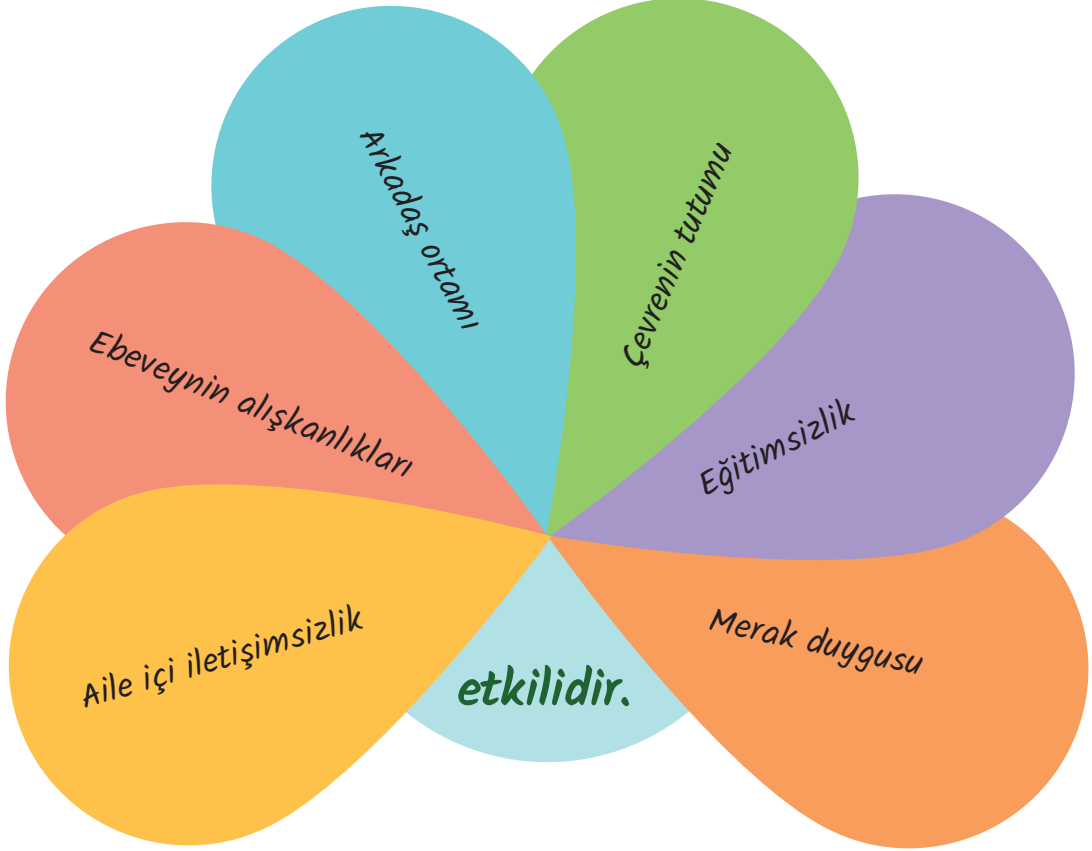 Aile içi iletişimsizlik
Ebeveynin alışkanlıkları
Arkadaş ortamı
Çevrenin tutumu
Eğitimsizlik
Merak duygusu
etkilidir.